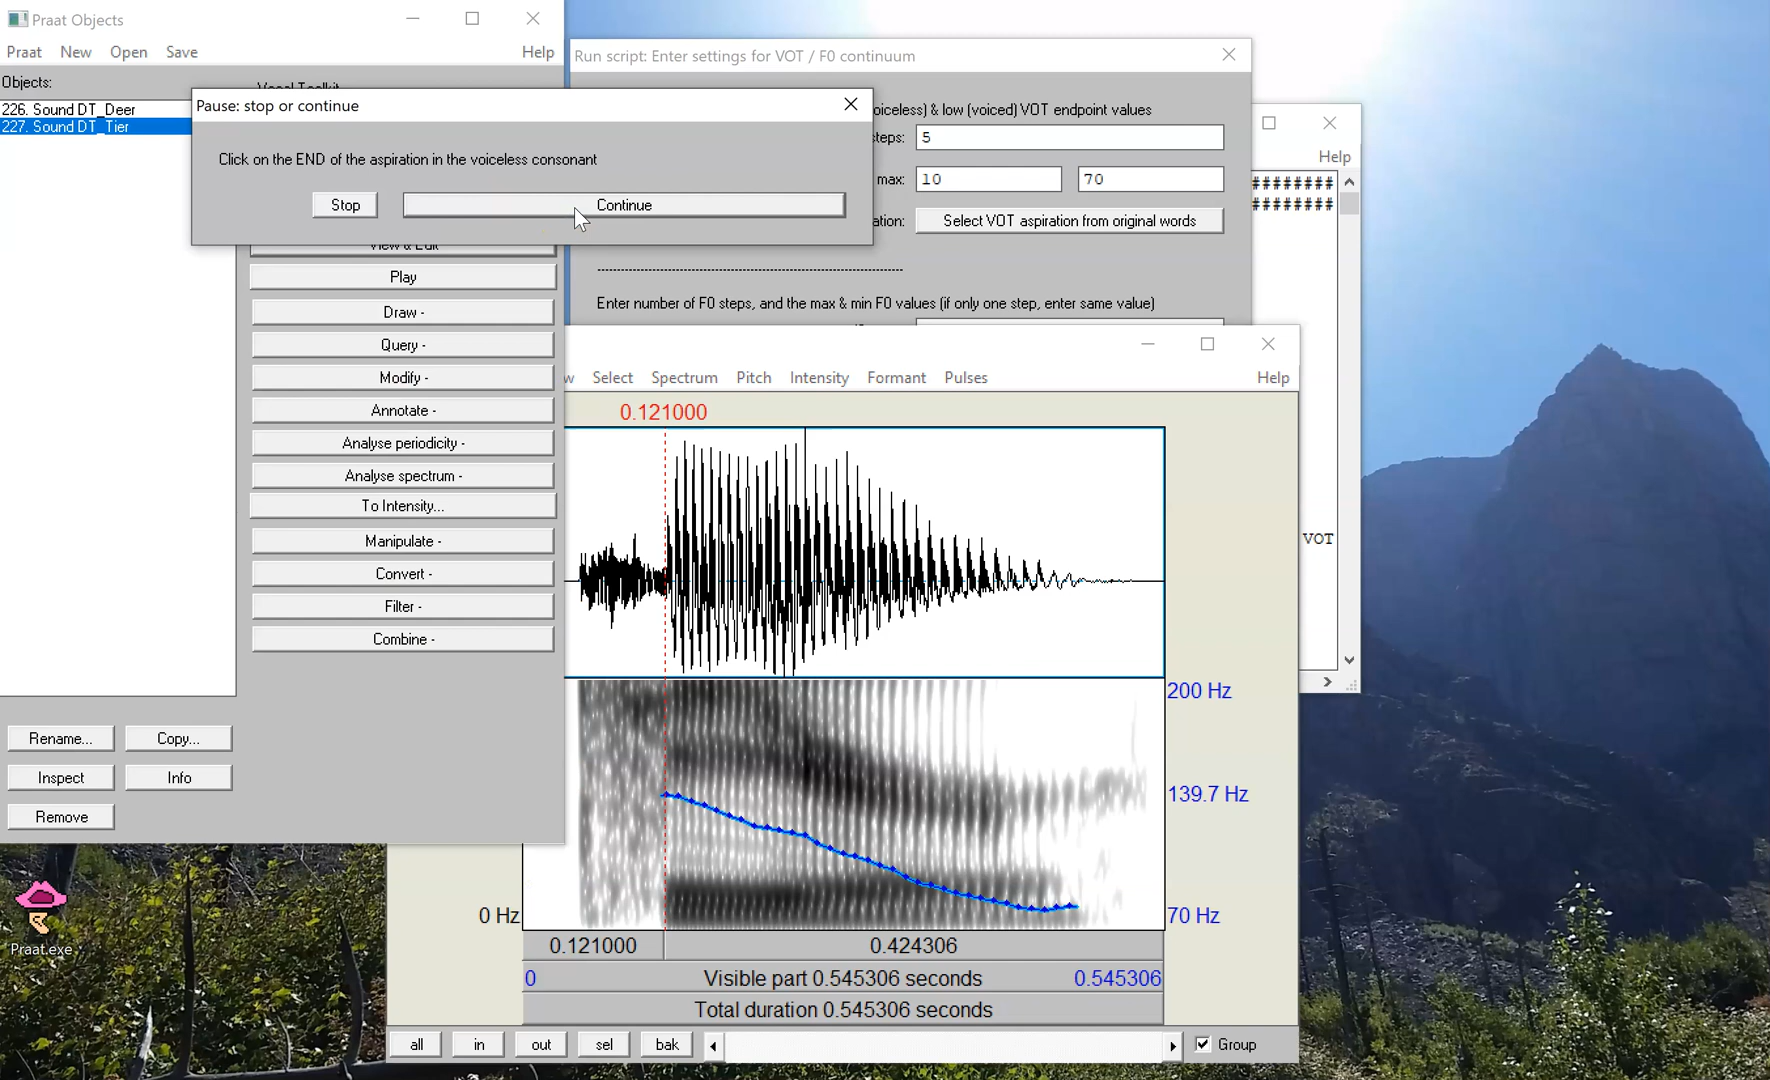 Praat Objects
Praat New Open Save Help
Objects:
226. Sound DT_Deer
227. Sound DT_Tier
Run script: Enter settings for VOT / F0 continuum
oiceless) & low (voiced) VOT endpoint values
teps: 5
max: 10 70
ation: Select VOT aspiration from original words
--------------------------------------------------------------------------
Enter number of F0 steps, and the max & min F0 values (if only one step, enter same value)
Pause: stop or continue
Click on the END of the aspiration in the voiceless consonant
Stop Continue
Help
########
########
VOT
View & Edit
Play
Draw -
Query -
Modify -
Annotate -
Analyse periodicity -
Analyse spectrum -
To Intensity...
Manipulate -
Convert -
Filter -
Combine -
Rename... Copy...
Inspect Info
Remove
w Select Spectrum Pitch Intensity Formant Pulses Help
0.121000
200 Hz
139.7 Hz
0 Hz 70 Hz
0.121000 0.424306
0 Visible part 0.545306 seconds 0.545306
Total duration 0.545306 seconds
all in out sel bak Group
Praat.exe